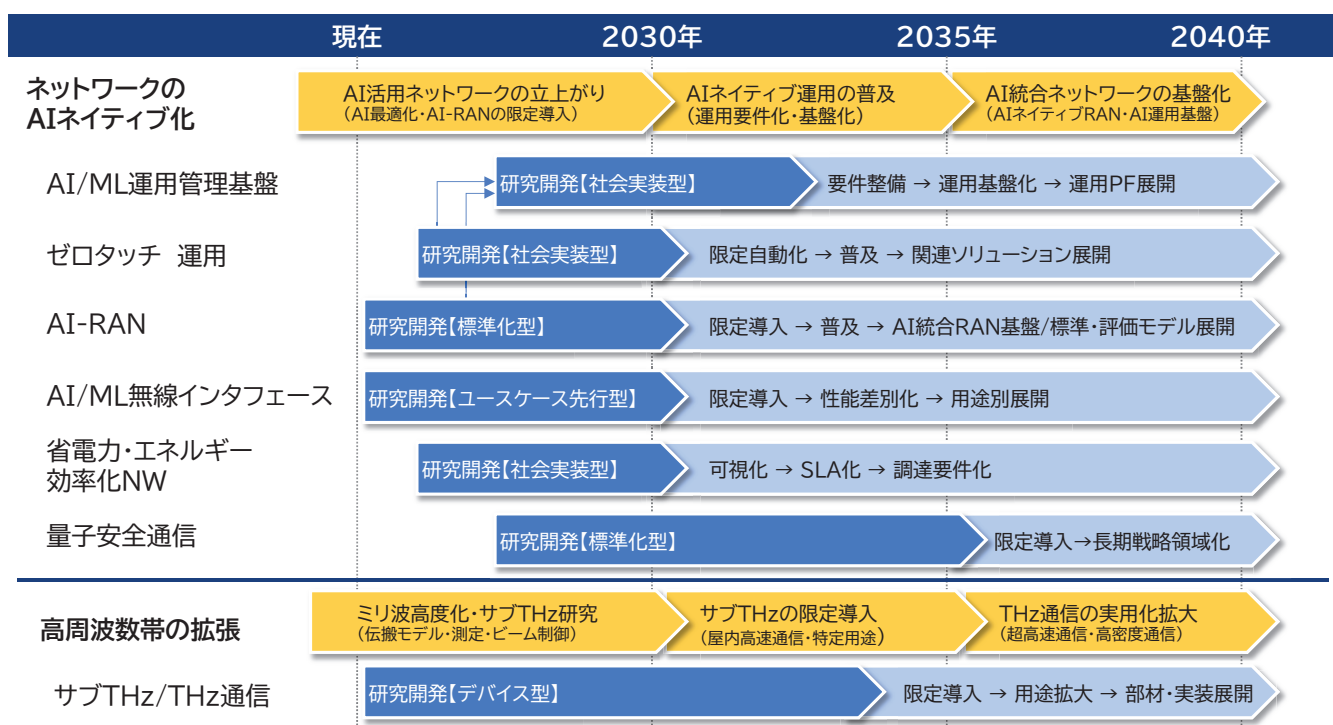 現在 2030年 2035年 2040年
ネットワークの
AIネイティブ化
AI活用ネットワークの立上がり
(AI最適化・AI-RANの限定導入)
AIネイティブ運用の普及
(運用要件化・基盤化)
AI統合ネットワークの基盤化
(AIネイティブRAN・AI運用基盤)
AI/ML運用管理基盤
研究開発【社会実装型】
要件整備 → 運用基盤化 → 運用PF展開
ゼロタッチ 運用
研究開発【社会実装型】
限定自動化 → 普及 → 関連ソリューション展開
AI-RAN
研究開発【標準化型】
限定導入 → 普及 → AI統合RAN基盤/標準・評価モデル展開
AI/ML無線インタフェース
研究開発【ユースケース先行型】
限定導入 → 性能差別化 → 用途別展開
省電力・エネルギー
効率化NW
研究開発【社会実装型】
可視化 → SLA化 → 調達要件化
量子安全通信
研究開発【標準化型】
限定導入→長期戦略領域化
高周波数帯の拡張
ミリ波高度化・サブTHz研究
(伝搬モデル・測定・ビーム制御)
サブTHzの限定導入
(屋内高速通信・特定用途)
THz通信の実用化拡大
(超高速通信・高密度通信)
サブTHz/THz通信
研究開発【デバイス型】
限定導入 → 用途拡大 → 部材・実装展開